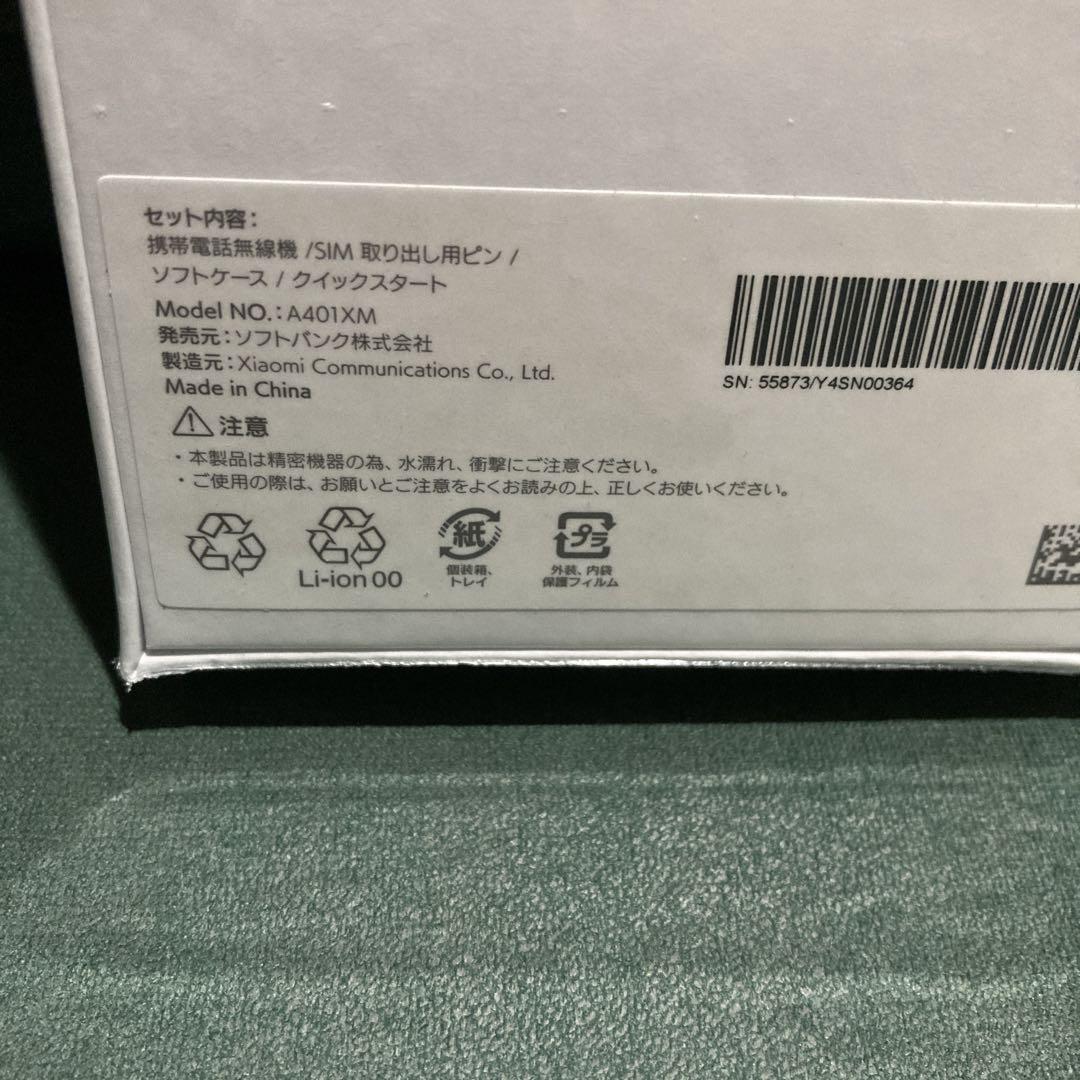 セット内容:
携帯電話無線機 /SIM 取り出し用ピン /
ソフトケース / クイックスタート
Model NO.:A401XM
発売元:ソフトバンク株式会社
製造元:Xiaomi Communications Co., Ltd.
Made in China
注意
・本製品は精密機器の為、水濡れ、衝撃にご注意ください。
・ご使用の際は、お願いとご注意をよくお読みの上、正しくお使いください。
Li-ion 00
紙
個装箱、
トレイ
プラ
外装、内袋
保護フィルム
SN: 55873/Y4SN00364